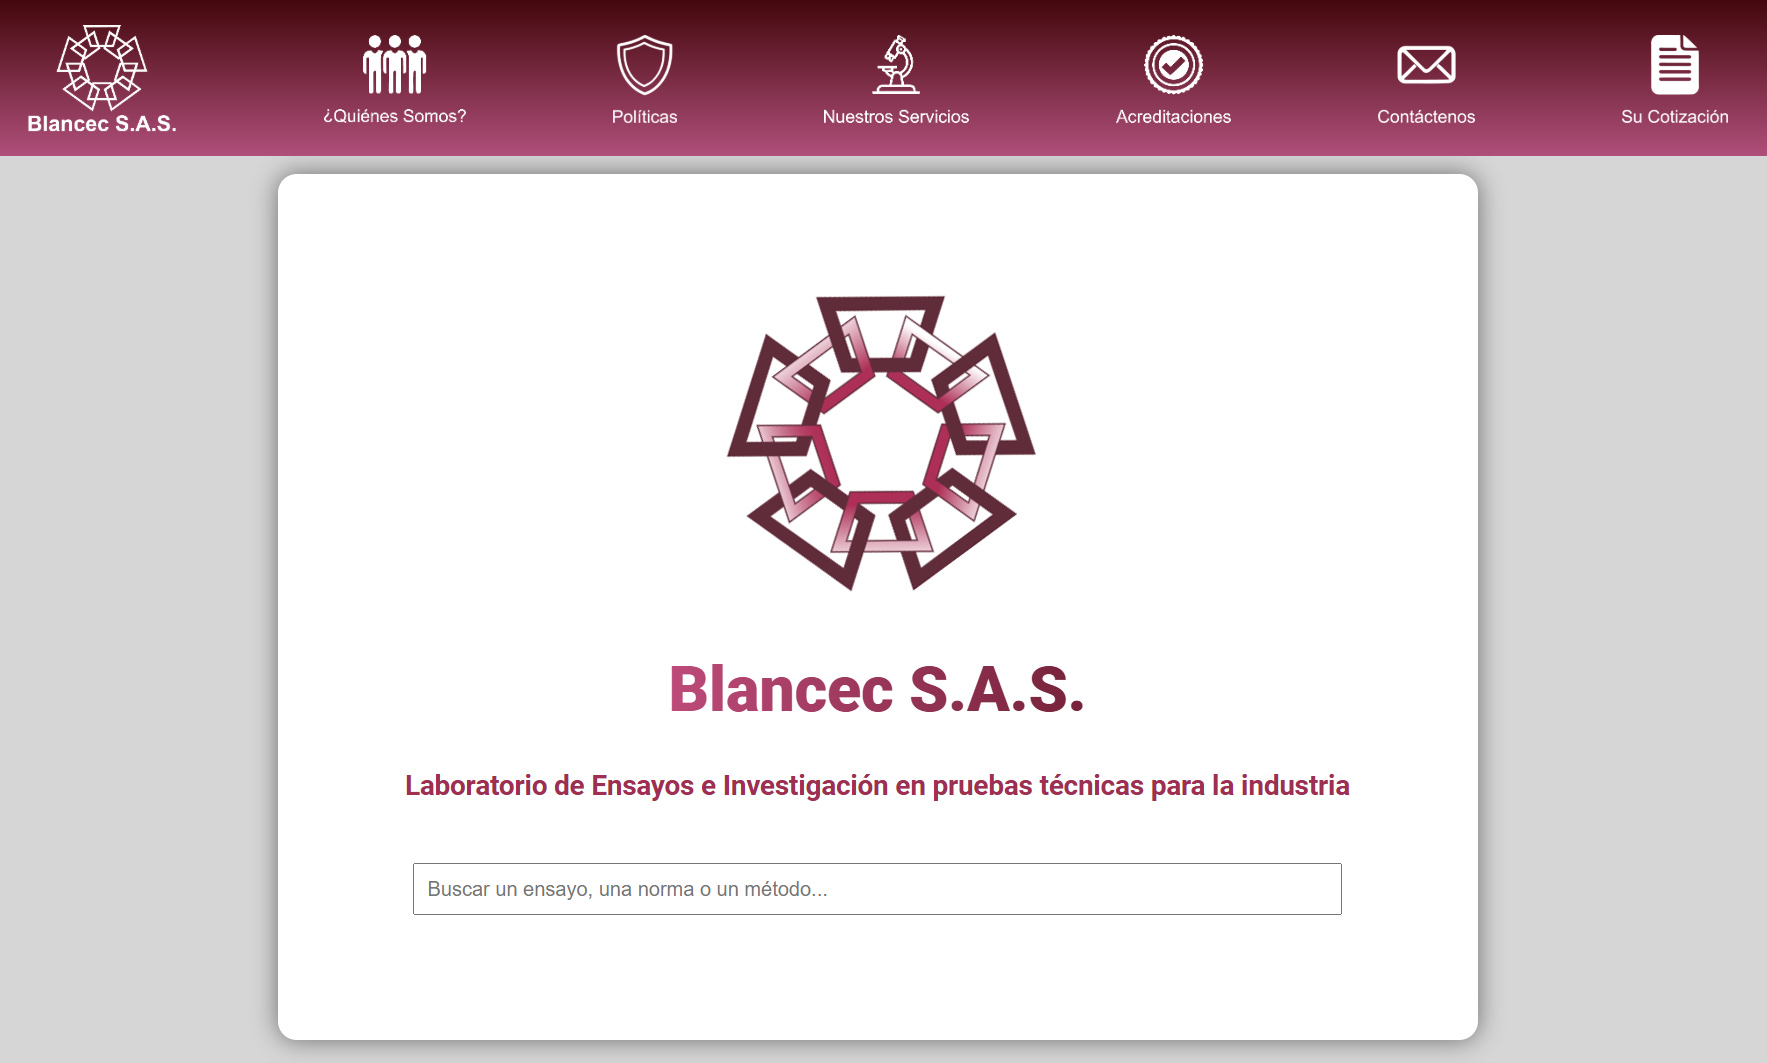 Blancec S.A.S.
¿Quiénes Somos?
Políticas
Nuestros Servicios
Acreditaciones
Contáctenos
Su Cotización
Blancec S.A.S.
Laboratorio de Ensayos e Investigación en pruebas técnicas para la industria
Buscar un ensayo, una norma o un método...